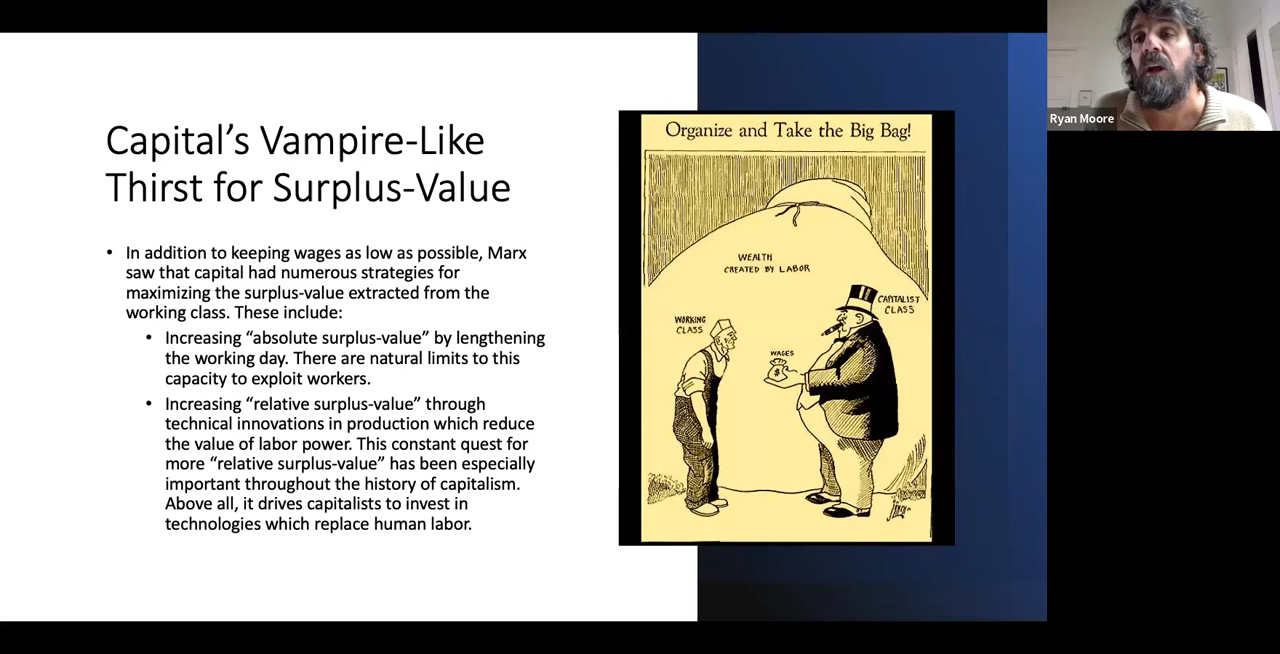 Capital’s Vampire-Like
Thirst for Surplus-Value
• In addition to keeping wages as low as possible, Marx
saw that capital had numerous strategies for
maximizing the surplus-value extracted from the
working class. These include:
• Increasing “absolute surplus-value” by lengthening
the working day. There are natural limits to this
capacity to exploit workers.
• Increasing “relative surplus-value” through
technical innovations in production which reduce
the value of labor power. This constant quest for
more “relative surplus-value” has been especially
important throughout the history of capitalism.
Above all, it drives capitalists to invest in
technologies which replace human labor.
Organize and Take the Big Bag!
WEALTH
CREATED BY LABOR
CAPITALIST
CLASS
WORKING
CLASS
WAGES
$
Ryan Moore